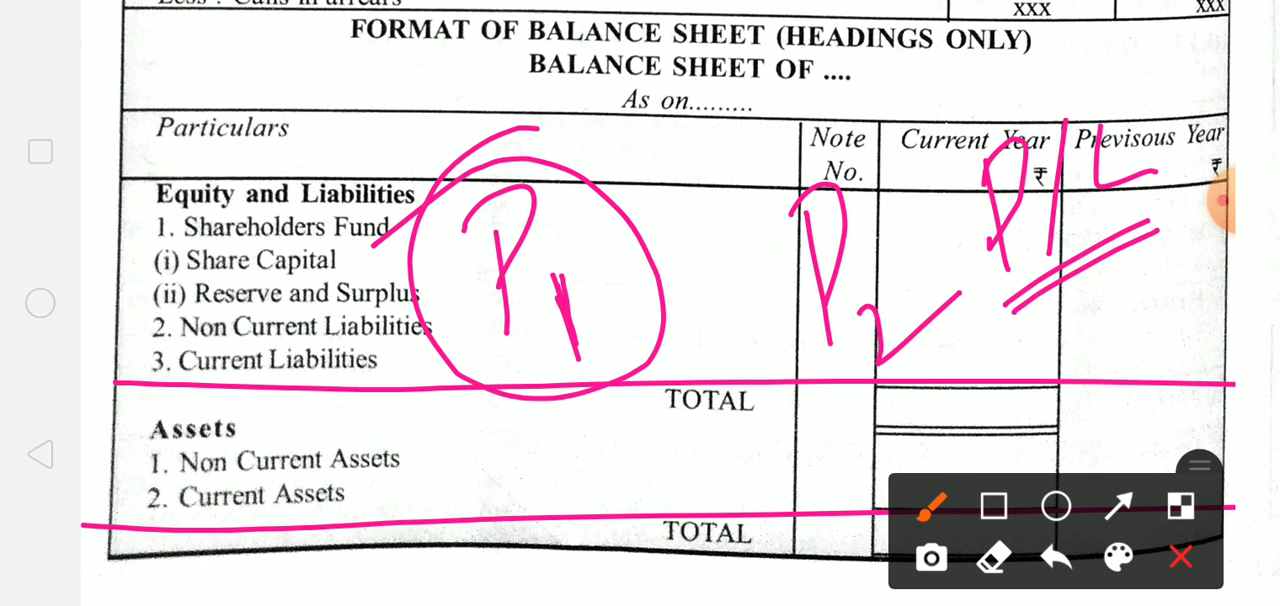 XXX XXX
FORMAT OF BALANCE SHEET (HEADINGS ONLY)
BALANCE SHEET OF ....
As on.........
Particulars Note No. Current Year ₹ Previsous Year ₹
Equity and Liabilities
1. Shareholders Fund
(i) Share Capital
(ii) Reserve and Surplus
2. Non Current Liabilities
3. Current Liabilities
P1 P2 P/L
TOTAL
Assets
1. Non Current Assets
2. Current Assets
TOTAL